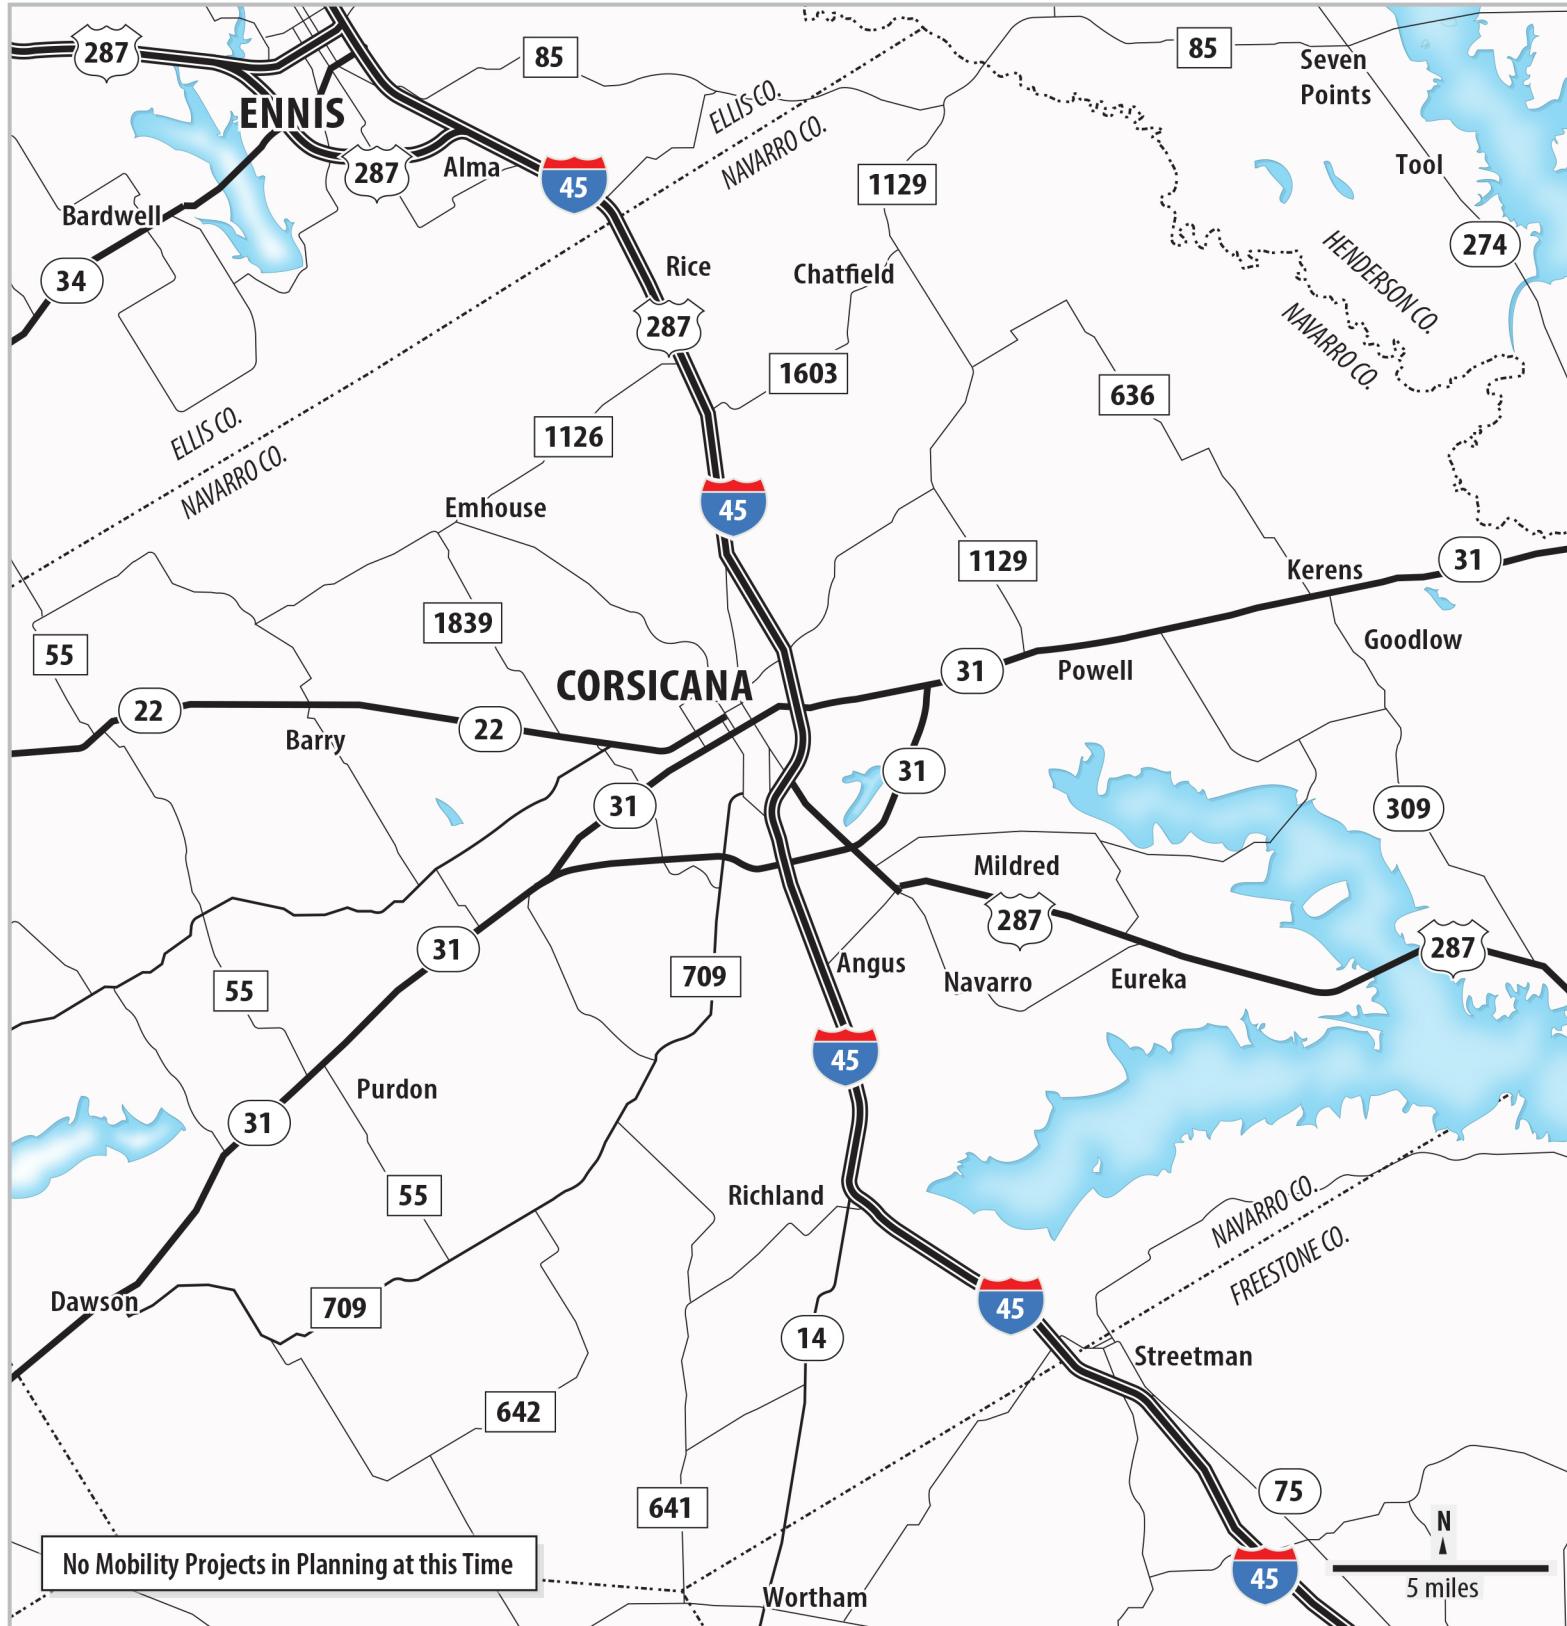 287
85
85
Seven
Points
ELLIS CO.
NAVARRO CO.
ENNIS
Alma
287
45
1129
Tool
Bardwell
274
34
Rice
Chatfield
HENDERSON CO.
NAVARRO CO.
287
1603
636
1126
ELLIS CO.
NAVARRO CO.
Emhouse
45
1129
Kerens
31
1839
Goodlow
55
CORSICANA
31
Powell
22
22
Barry
31
31
309
Mildred
287
31
287
709
Angus
Navarro
Eureka
55
45
Purdon
31
55
Richland
NAVARRO CO.
FREESTONE CO.
Dawson
709
45
14
Streetman
642
641
75
N
No Mobility Projects in Planning at this Time
45
5 miles
Wortham